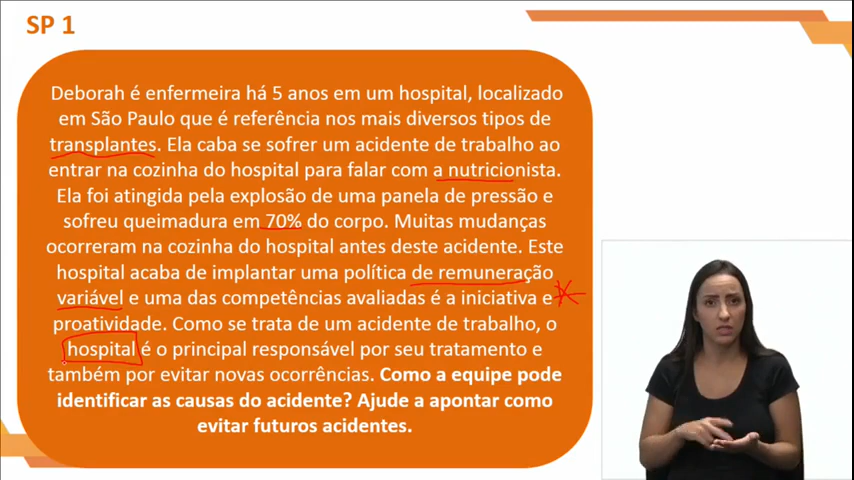 SP 1
Deborah é enfermeira há 5 anos em um hospital, localizado
em São Paulo que é referência nos mais diversos tipos de
transplantes. Ela caba se sofrer um acidente de trabalho ao
entrar na cozinha do hospital para falar com a nutricionista.
Ela foi atingida pela explosão de uma panela de pressão e
sofreu queimadura em 70% do corpo. Muitas mudanças
ocorreram na cozinha do hospital antes deste acidente. Este
hospital acaba de implantar uma política de remuneração
variável e uma das competências avaliadas é a iniciativa e
proatividade. Como se trata de um acidente de trabalho, o
hospital é o principal responsável por seu tratamento e
também por evitar novas ocorrências. Como a equipe pode
identificar as causas do acidente? Ajude a apontar como
evitar futuros acidentes.